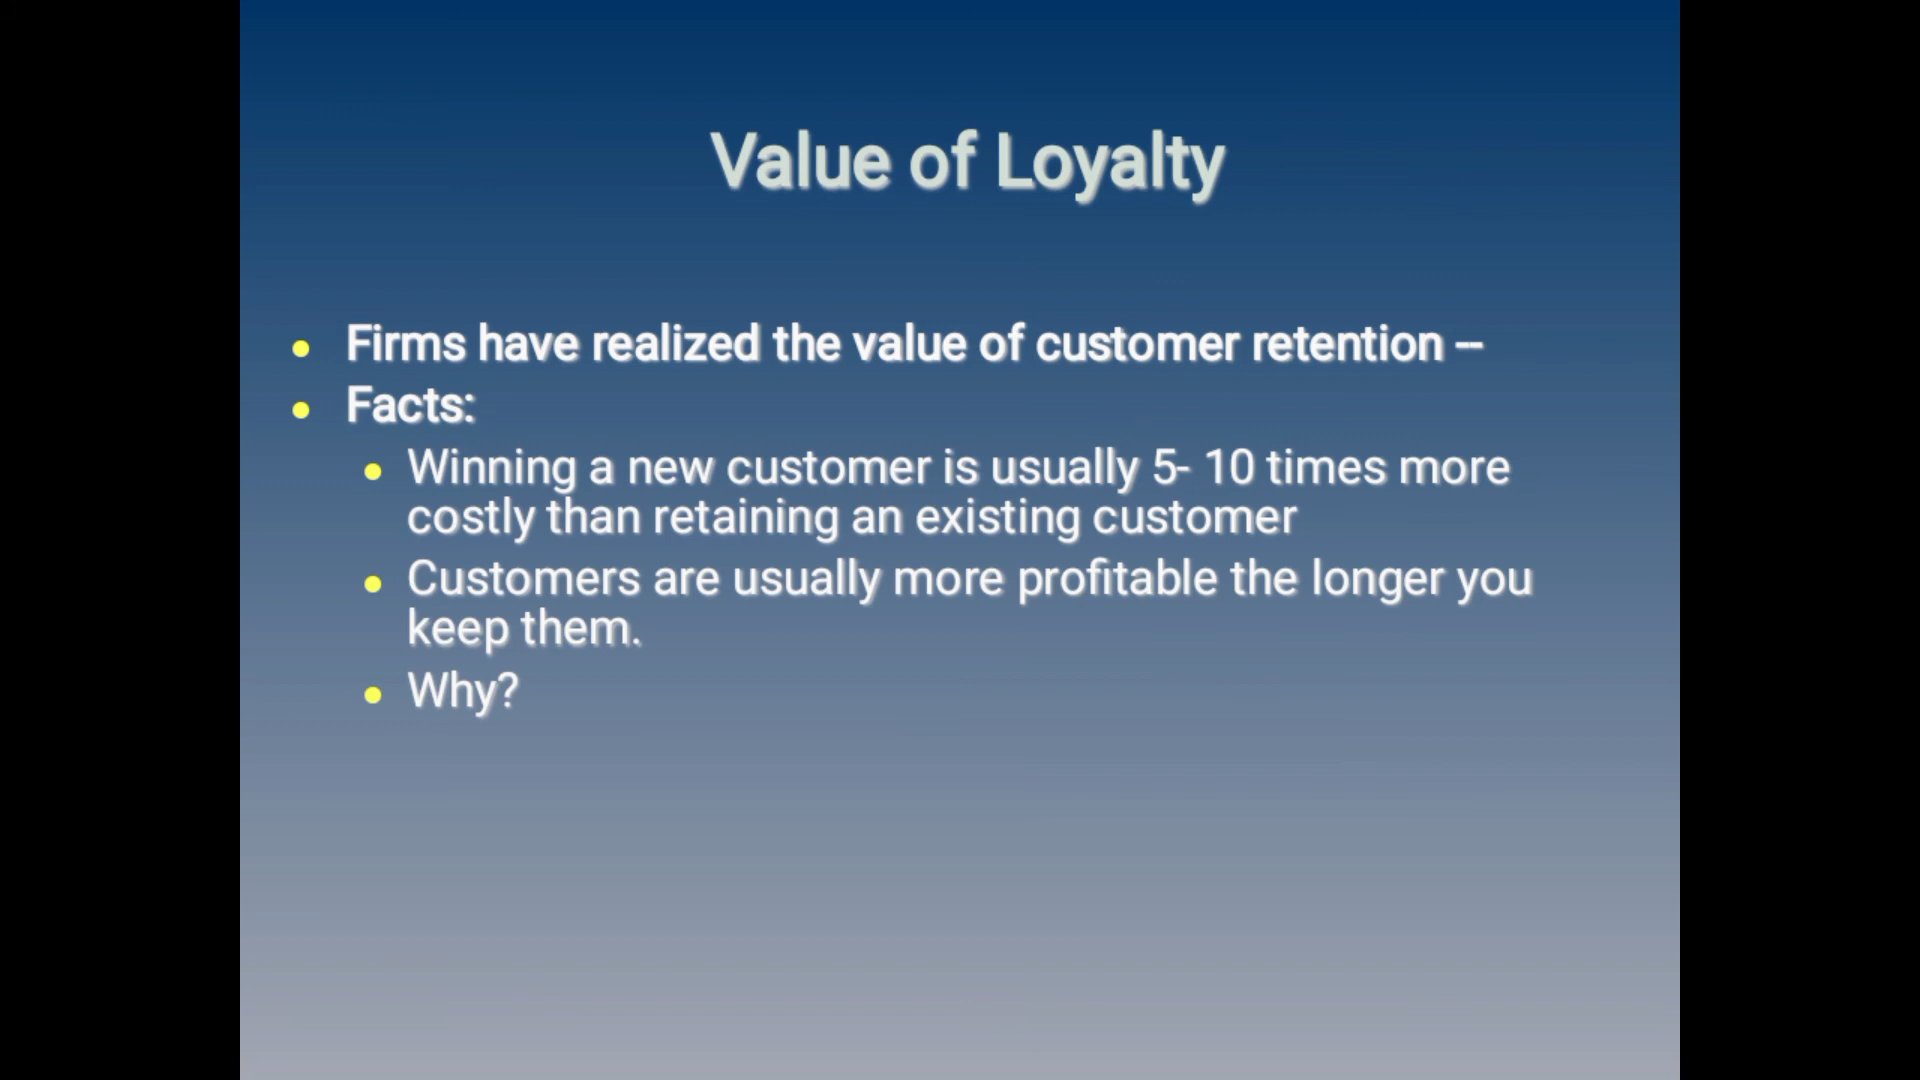 Value of Loyalty
Firms have realized the value of customer retention --
Facts:
Winning a new customer is usually 5- 10 times more
costly than retaining an existing customer
Customers are usually more profitable the longer you
keep them.
Why?